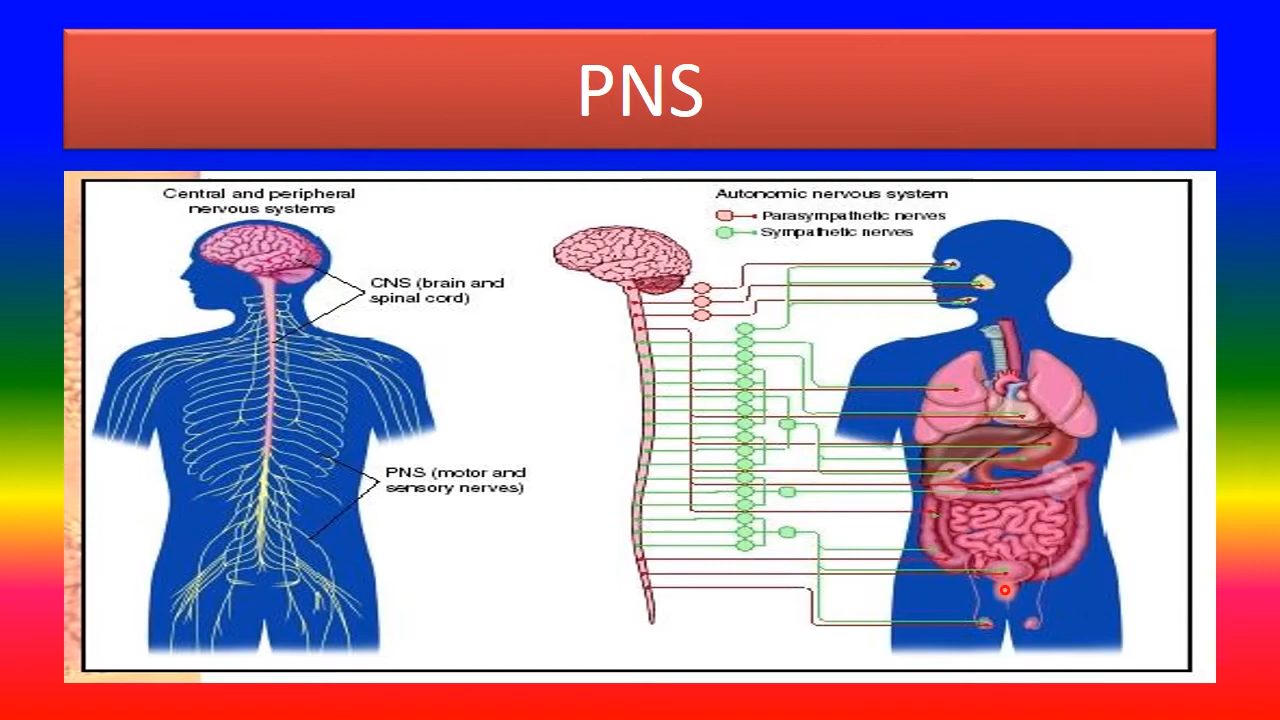 PNS
Central and peripheral
nervous systems
CNS (brain and
spinal cord)
PNS (motor and
sensory nerves)
Autonomic nervous system
Parasympathetic nerves
Sympathetic nerves